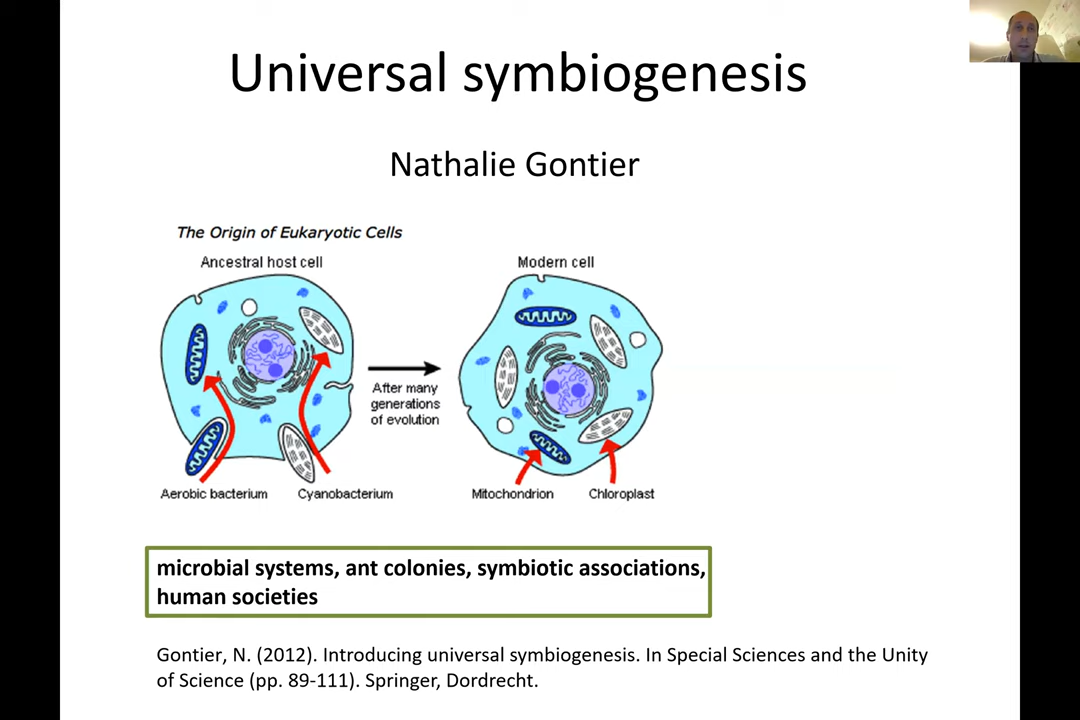 Universal symbiogenesis
Nathalie Gontier
The Origin of Eukaryotic Cells
Ancestral host cell
Modern cell
After many
generations
of evolution
Aerobic bacterium
Cyanobacterium
Mitochondrion
Chloroplast
microbial systems, ant colonies, symbiotic associations,
human societies
Gontier, N. (2012). Introducing universal symbiogenesis. In Special Sciences and the Unity
of Science (pp. 89-111). Springer, Dordrecht.